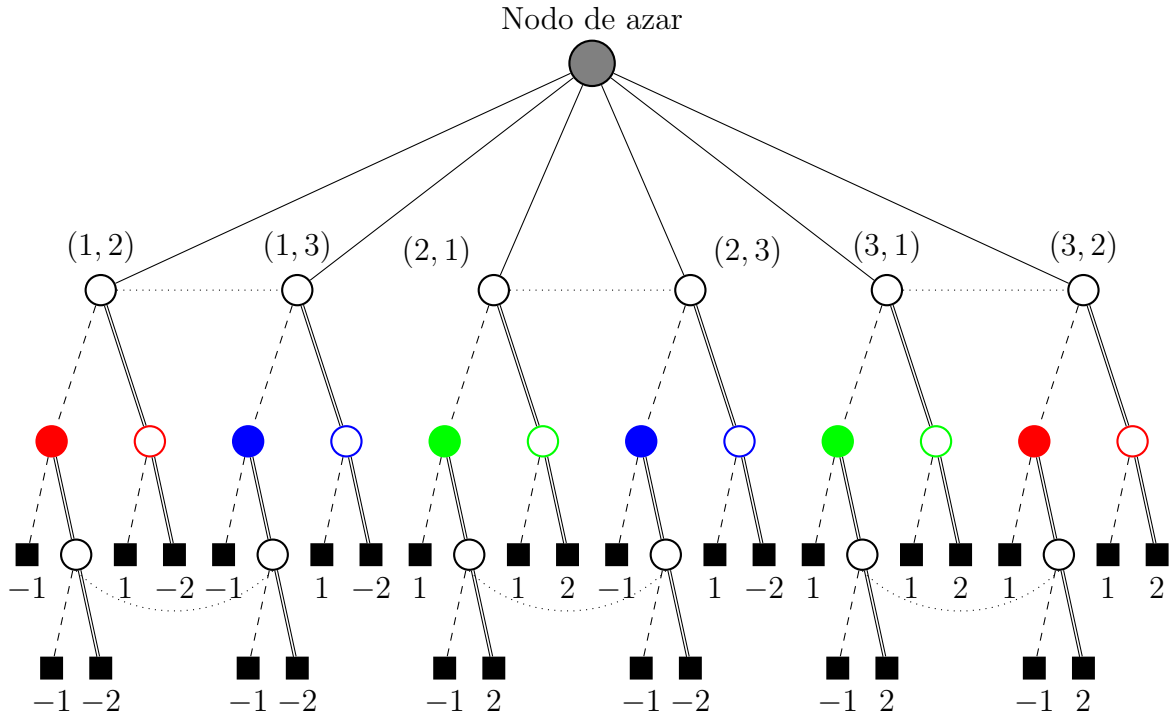 Nodo de azar
(1, 2) (1, 3) (2, 1) (2, 3) (3, 1) (3, 2)
−1 1 −2 −1 1 −2 1 1 2 −1 1 −2 1 1 2 1 1 2
−1 −2 −1 −2 −1 2 −1 −2 −1 2 −1 2